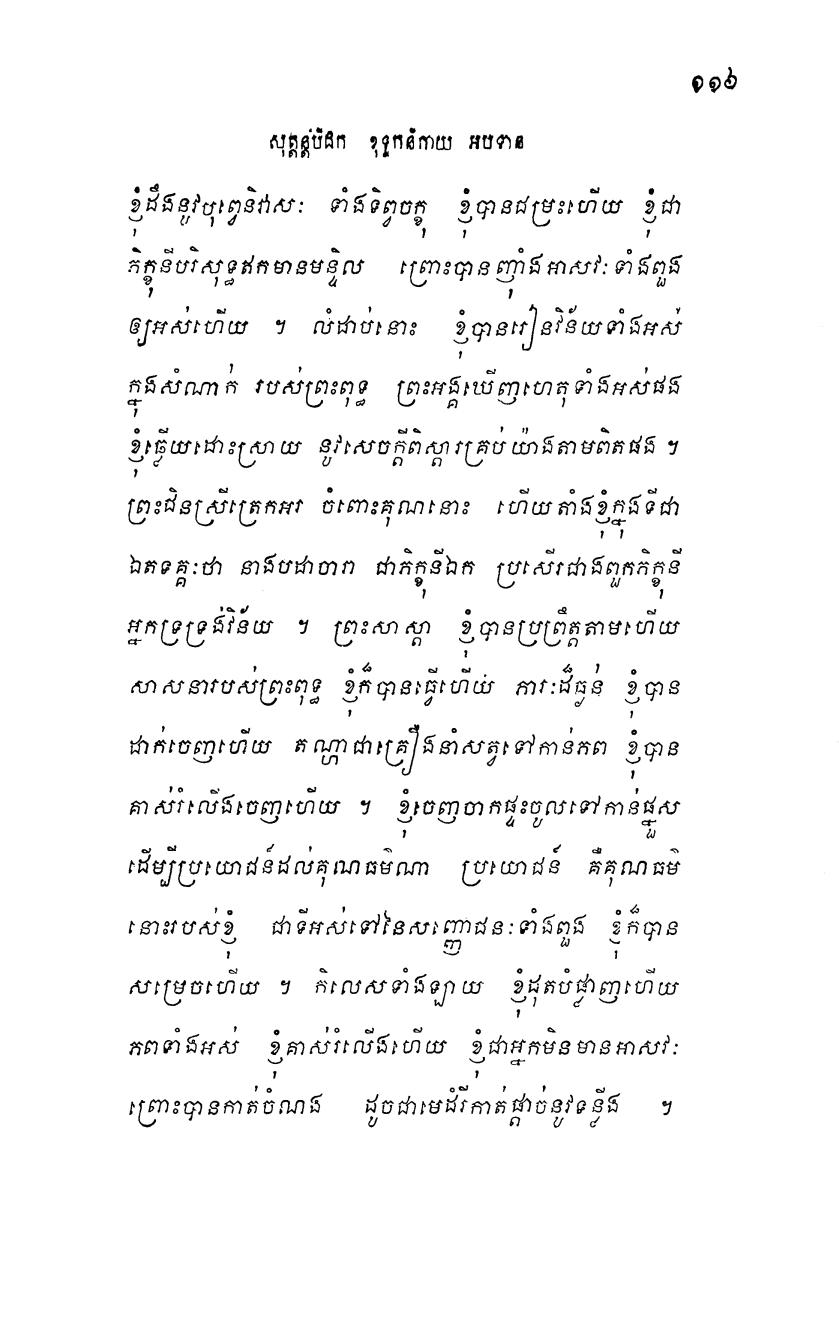 ១១៦
សុត្តន្តបិដក ខុទ្ទកនិកាយ អបទាន
ខ្ញុំដឹងនូវបុព្វេនិវាសៈ ទាំងទិព្វចក្ខុ ខ្ញុំបានជម្រះហើយ ខ្ញុំជា
ភិក្ខុនីបរិសុទ្ធឥតមានមន្ទិល ព្រោះបានញ៉ាំងអាសវៈទាំងពួង
ឲ្យអស់ហើយ ។ លំដាប់នោះ ខ្ញុំបានរៀនវិន័យទាំងអស់
ក្នុងសំណាក់ របស់ព្រះពុទ្ធ ព្រះអង្គឃើញហេតុទាំងអស់ផង
ខ្ញុំឆ្លើយដោះស្រាយ នូវសេចក្តីពិស្តារគ្រប់យ៉ាងតាមពិតផង ។
ព្រះជិនស្រីត្រេកអរ ចំពោះគុណនោះ ហើយតាំងខ្ញុំក្នុងទីជា
ឯតទគ្គៈថា នាងបដាចារា ជាភិក្ខុនីឯក ប្រសើរជាងពួកភិក្ខុនី
អ្នកទ្រទ្រង់វិន័យ ។ ព្រះសាស្តា ខ្ញុំបានប្រព្រឹត្តតាមហើយ
សាសនារបស់ព្រះពុទ្ធ ខ្ញុំក៏បានធ្វើហើយ ភារៈដ៏ធ្ងន់ ខ្ញុំបាន
ដាក់ចេញហើយ តណ្ហាជាគ្រឿងនាំសត្វទៅកាន់ភព ខ្ញុំបាន
គាស់រំលើងចេញហើយ ។ ខ្ញុំចេញចាកផ្ទះចូលទៅកាន់ផ្នួស
ដើម្បីប្រយោជន៍ដល់គុណធម៌ណា ប្រយោជន៍ គឺគុណធម៌
នោះរបស់ខ្ញុំ ជាទីអស់ទៅនៃសញ្ញោជនៈទាំងពួង ខ្ញុំក៏បាន
សម្រេចហើយ ។ កិលេសទាំងឡាយ ខ្ញុំដុតបំផ្លាញហើយ
ភពទាំងអស់ ខ្ញុំគាស់រំលើងហើយ ខ្ញុំជាអ្នកមិនមានអាសវៈ
ព្រោះបានកាត់ចំណង ដូចជាមេដំរីកាត់ផ្តាច់នូវទន្លីង ។